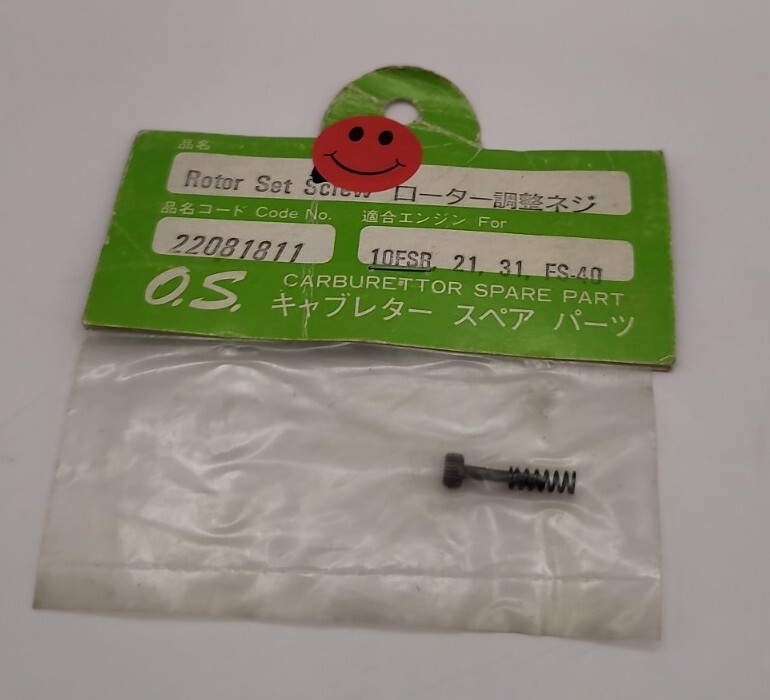 品名
Rotor Set Screw ローター調整ネジ
品名コード Code No.
適合エンジン For
22081811
10FSR, 21, 31, FS-40
O.S.
CARBURETTOR SPARE PART
キャブレター スペア パーツ